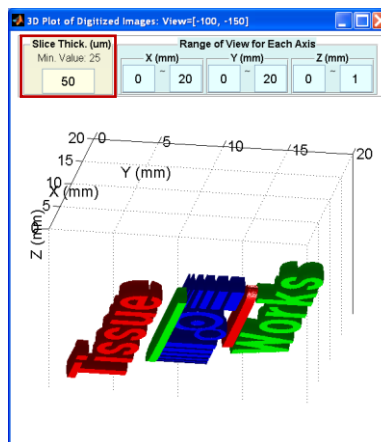 3D Plot of Digitized Images: View=[-100, -150]
Slice Thick. (um)
Min. Value: 25
50
Range of View for Each Axis
X (mm) Y (mm) Z (mm)
0 ~ 20 0 ~ 20 0 ~ 1
20 0 5 10 15 20
15
10
5
0
Y (mm)
X (mm)
Z (mm)
Tissue
Works